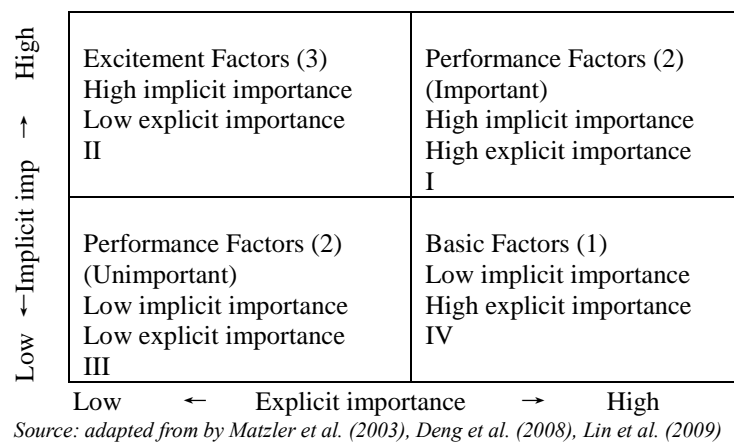 High
Excitement Factors (3)
High implicit importance
Low explicit importance
II
Performance Factors (2)
(Important)
High implicit importance
High explicit importance
I
Low ←Implicit imp →
Performance Factors (2)
(Unimportant)
Low implicit importance
Low explicit importance
III
Basic Factors (1)
Low implicit importance
High explicit importance
IV
Low ← Explicit importance → High
Source: adapted from by Matzler et al. (2003), Deng et al. (2008), Lin et al. (2009)